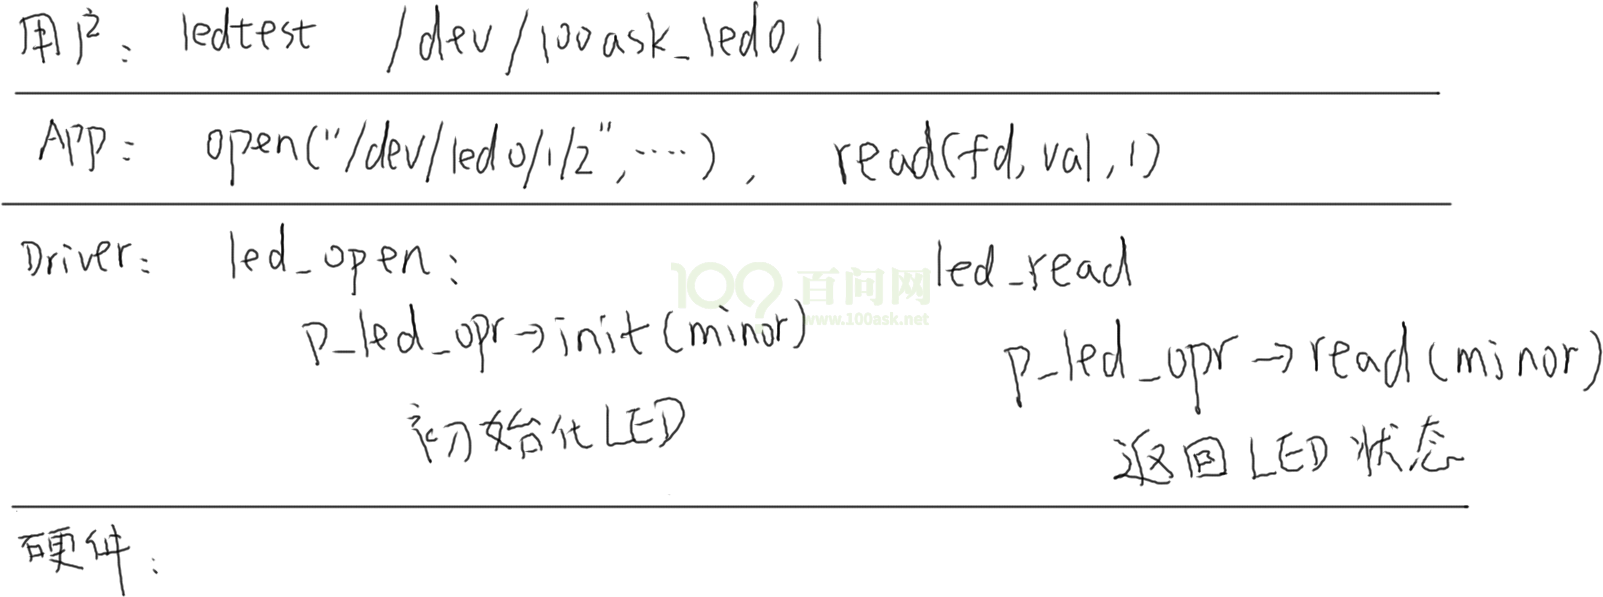 用户: ledtest /dev/100ask_led0,1
App: open("/dev/led0/1/2",.....), read(fd,val,1)
Driver: led_open: led_read
100 百问网
www.100ask.net
p_led_opr→init(minor)
p_led_opr→read(minor)
初始化LED
返回LED状态
硬件: